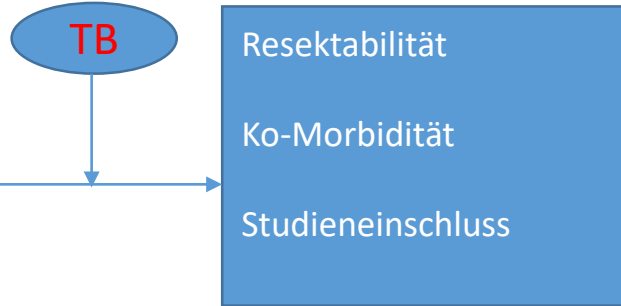 TB
Resektabilität
Ko-Morbidität
Studieneinschluss